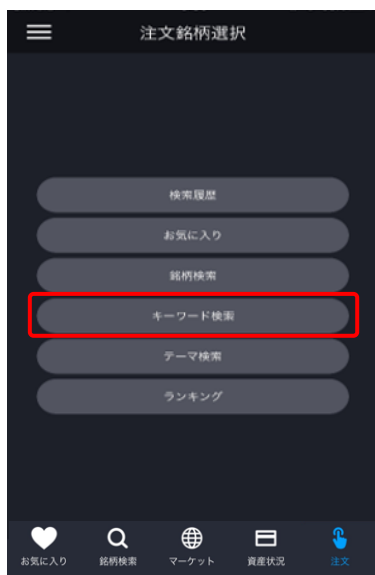 注文銘柄選択
検索履歴
お気に入り
銘柄検索
キーワード検索
テーマ検索
ランキング
お気に入り 銘柄検索 マーケット 資産状況 注文